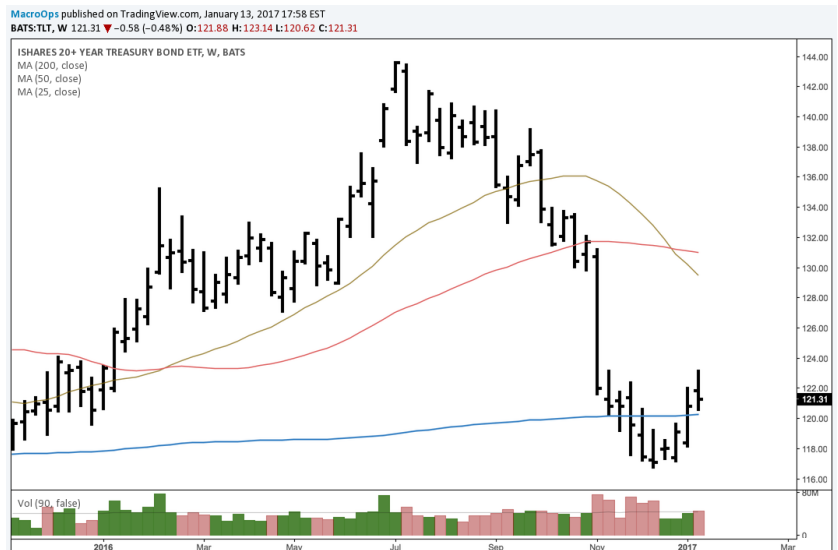 MacroOps published on TradingView.com, January 13, 2017 17:58 EST
BATS:TLT, W 121.31 ▼ −0.58 (−0.48%) O:121.88 H:123.14 L:120.62 C:121.31
ISHARES 20+ YEAR TREASURY BOND ETF, W, BATS
MA (200, close)
MA (50, close)
MA (25, close)
144.00
142.00
140.00
138.00
136.00
134.00
132.00
130.00
128.00
126.00
124.00
122.00
121.31
120.00
118.00
116.00
Vol (90, false)
80M
0
2016 Mar May Jul Sep Nov 2017 Mar